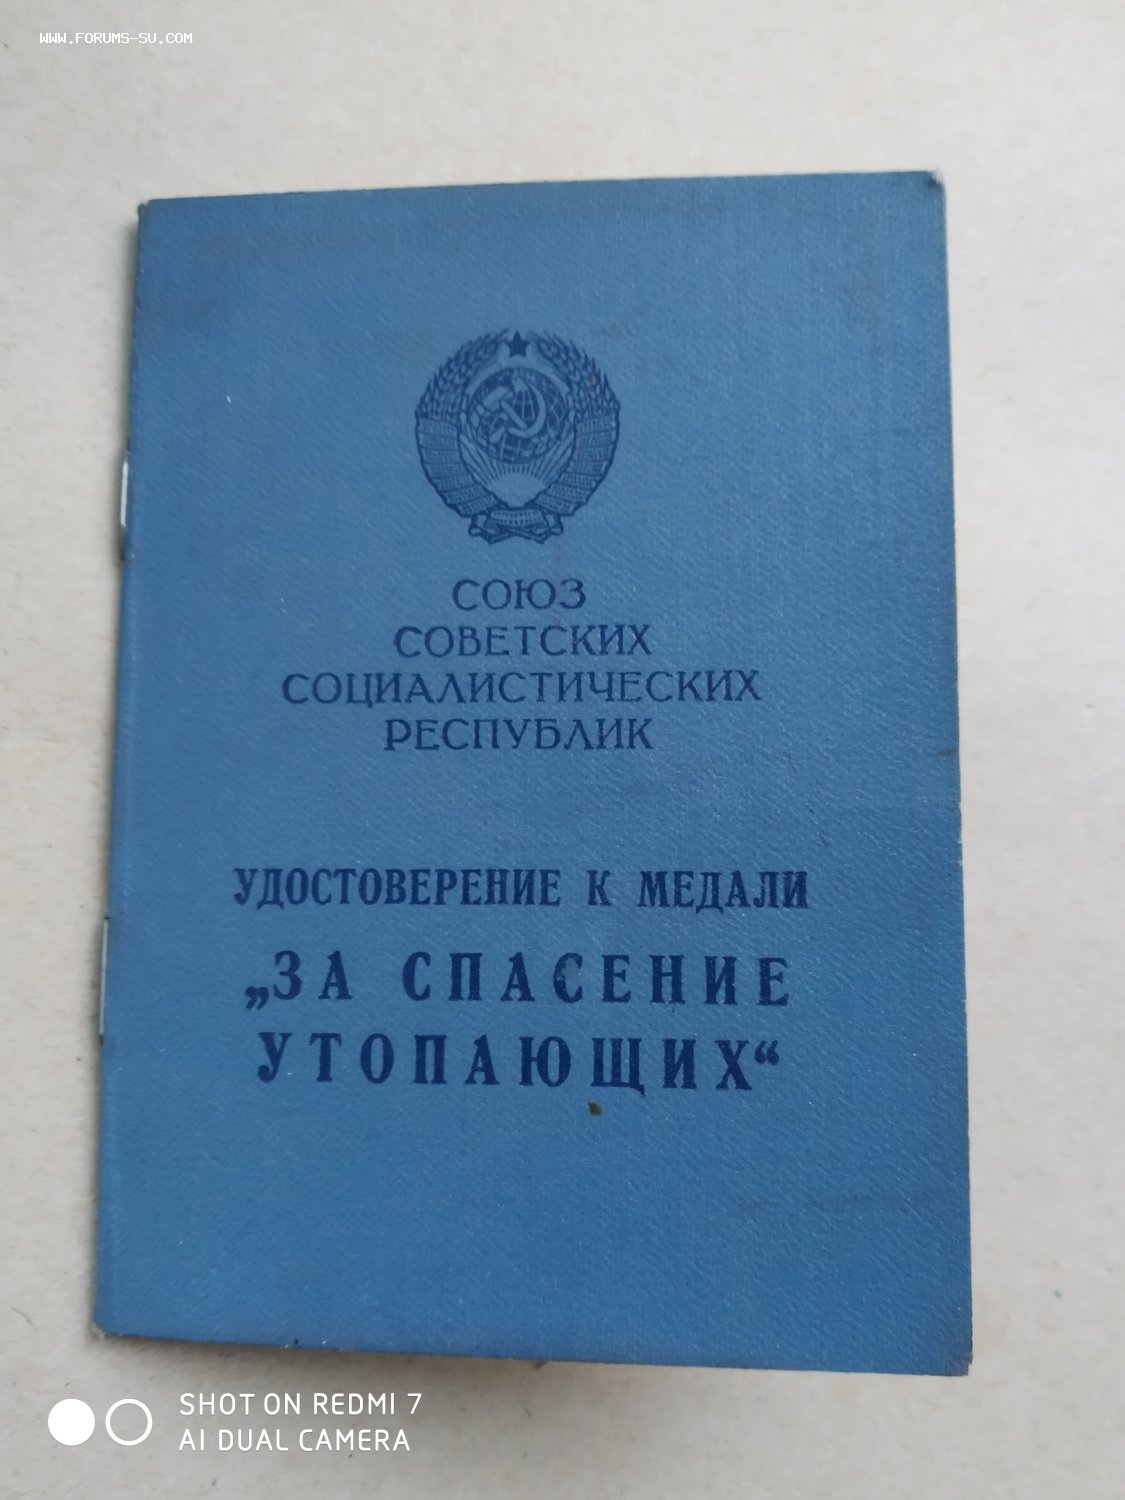 WWW.FORUMS-SU.COM
СОЮЗ
СОВЕТСКИХ
СОЦИАЛИСТИЧЕСКИХ
РЕСПУБЛИК
УДОСТОВЕРЕНИЕ К МЕДАЛИ
„ЗА СПАСЕНИЕ
УТОПАЮЩИХ“
SHOT ON REDMI 7
AI DUAL CAMERA